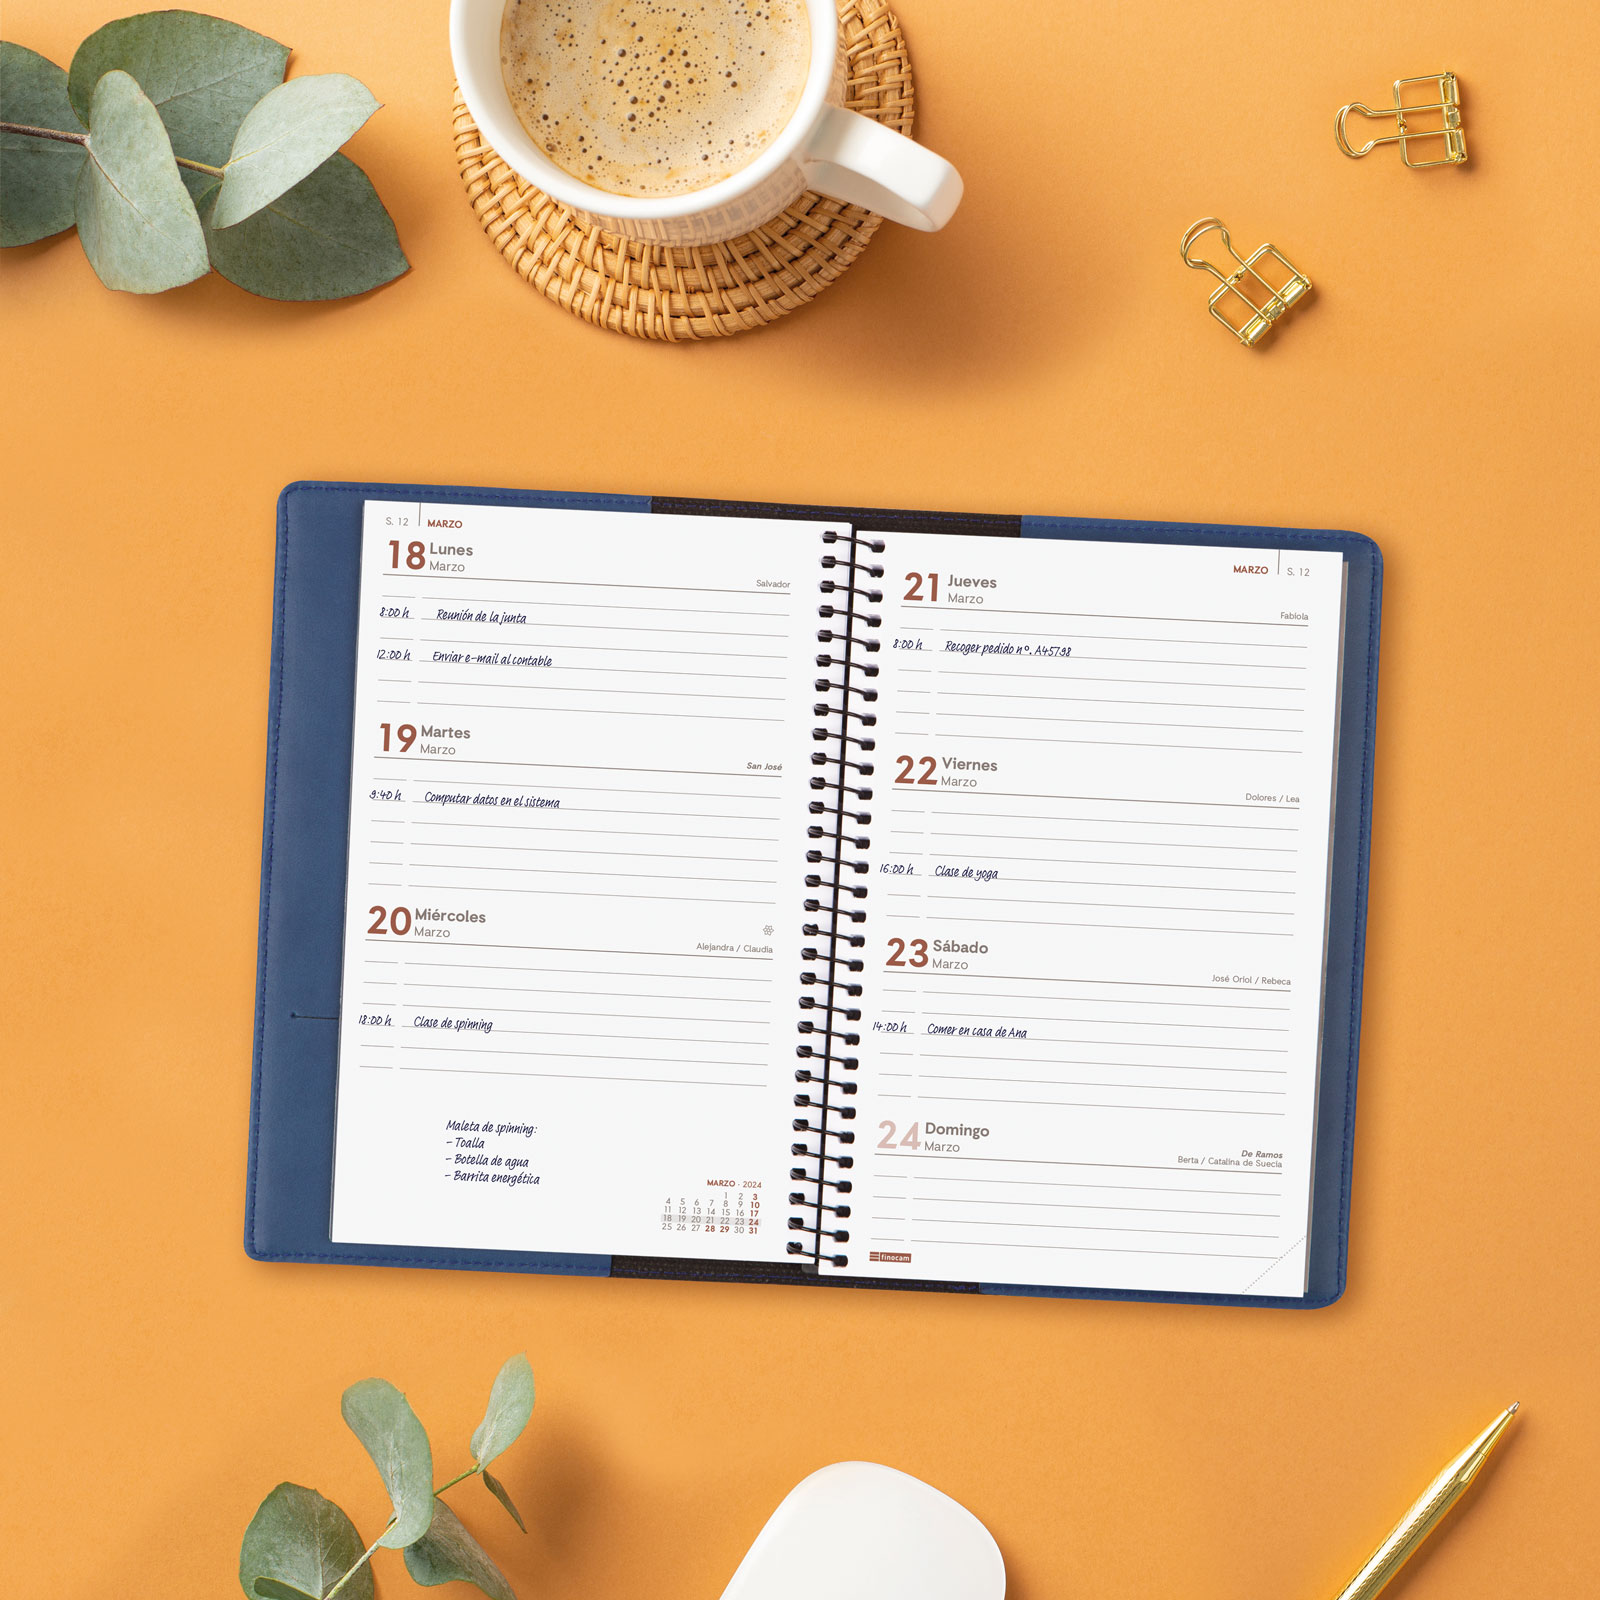 S. 12 MARZO
18 Lunes
Marzo
Salvador
8:00 h Reunión de la junta
12:00 h Enviar e-mail al contable
19 Martes
Marzo
San José
9:40 h Computar datos en el sistema
20 Miércoles
Marzo
Alejandra / Claudia
18:00 h Clase de spinning
Maleta de spinning:
- Toalla
- Botella de agua
- Barrita energética
MARZO - 2024
1 2 3
4 5 6 7 8 9 10
11 12 13 14 15 16 17
18 19 20 21 22 23 24
25 26 27 28 29 30 31
MARZO S. 12
21 Jueves
Marzo
Fabiola
8:00 h Recoger pedido nº. A45798
22 Viernes
Marzo
Dolores / Lea
16:00 h Clase de yoga
23 Sábado
Marzo
José Oriol / Rebeca
14:00 h Comer en casa de Ana
24 Domingo
Marzo
De Ramos
Berta / Catalina de Suecia
finocam